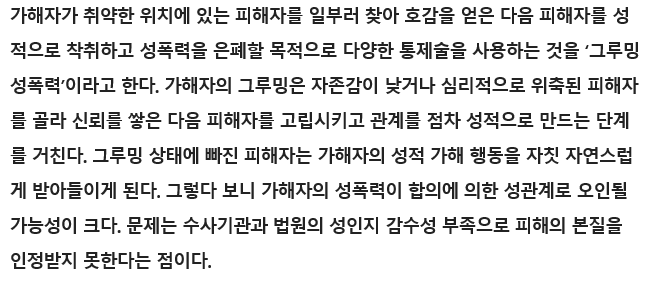 가해자가 취약한 위치에 있는 피해자를 일부러 찾아 호감을 얻은 다음 피해자를 성
적으로 착취하고 성폭력을 은폐할 목적으로 다양한 통제술을 사용하는 것을 ‘그루밍
성폭력’이라고 한다. 가해자의 그루밍은 자존감이 낮거나 심리적으로 위축된 피해자
를 골라 신뢰를 쌓은 다음 피해자를 고립시키고 관계를 점차 성적으로 만드는 단계
를 거친다. 그루밍 상태에 빠진 피해자는 가해자의 성적 가해 행동을 자칫 자연스럽
게 받아들이게 된다. 그렇다 보니 가해자의 성폭력이 합의에 의한 성관계로 오인될
가능성이 크다. 문제는 수사기관과 법원의 성인지 감수성 부족으로 피해의 본질을
인정받지 못한다는 점이다.